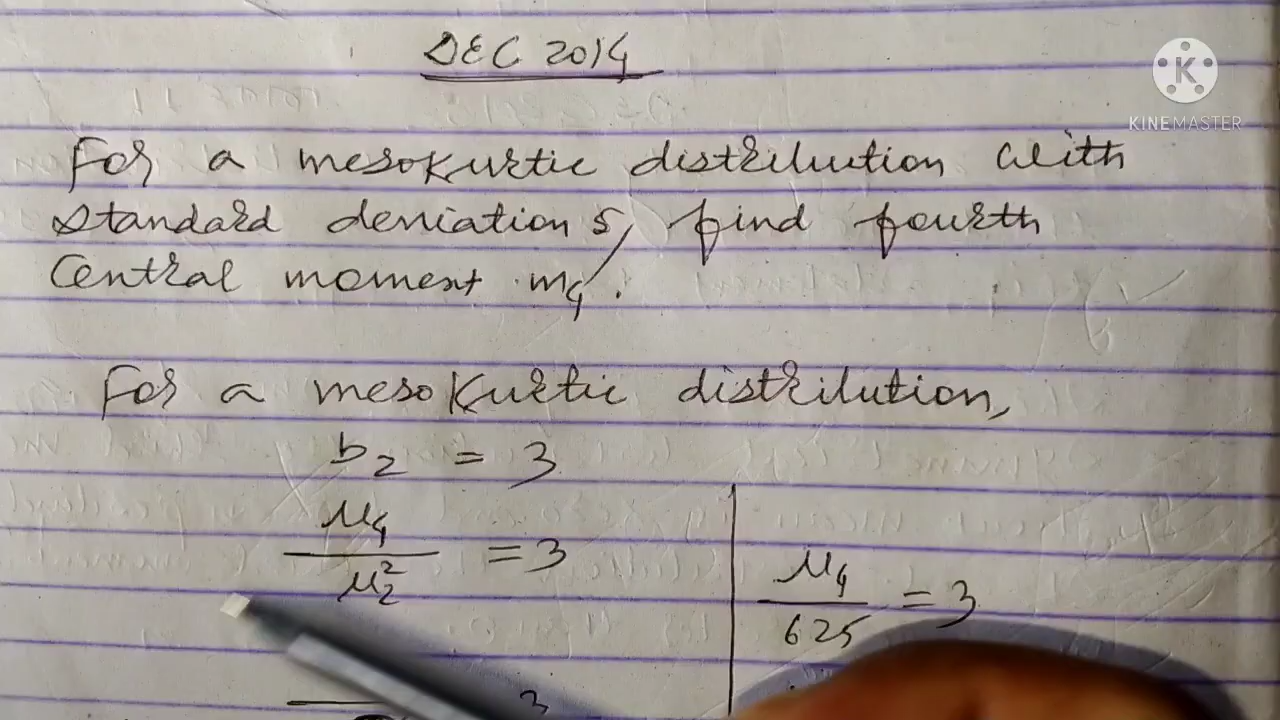 DEC 2014
K
KINEMASTER
For a mesokurtic distribution with
standard deviation 5, find fourth
Central moment m4.
For a mesokurtic distribution,
b2 = 3
μ4
/ μ2² = 3
μ4 / 625 = 3
3